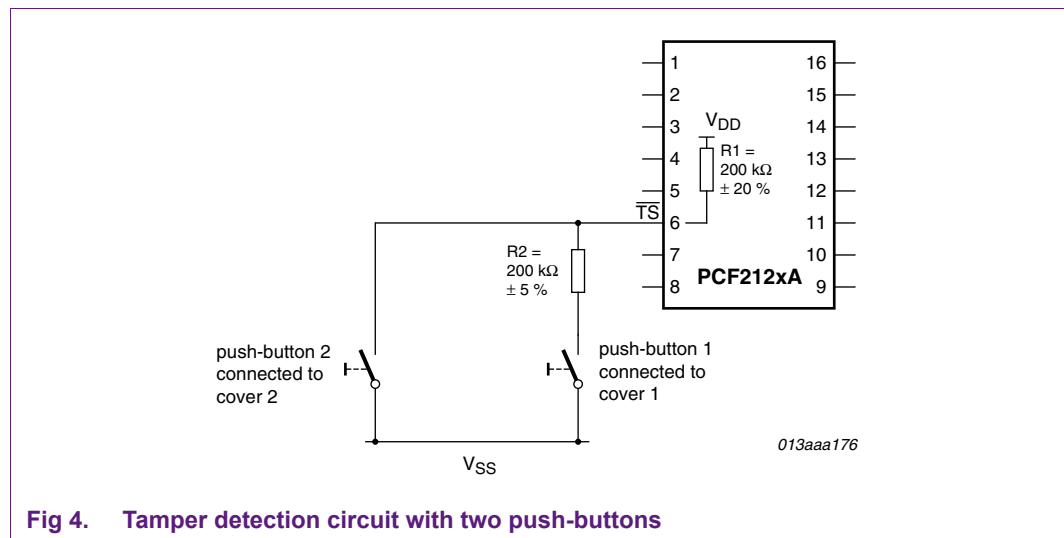 1
2
3
4
5
6
7
8
16
15
14
13
12
11
10
9
VDD
R1 =
200 kΩ
± 20 %
TS
PCF212xA
R2 =
200 kΩ
± 5 %
push-button 2
connected to
cover 2
push-button 1
connected to
cover 1
VSS
013aaa176
Fig 4. Tamper detection circuit with two push-buttons